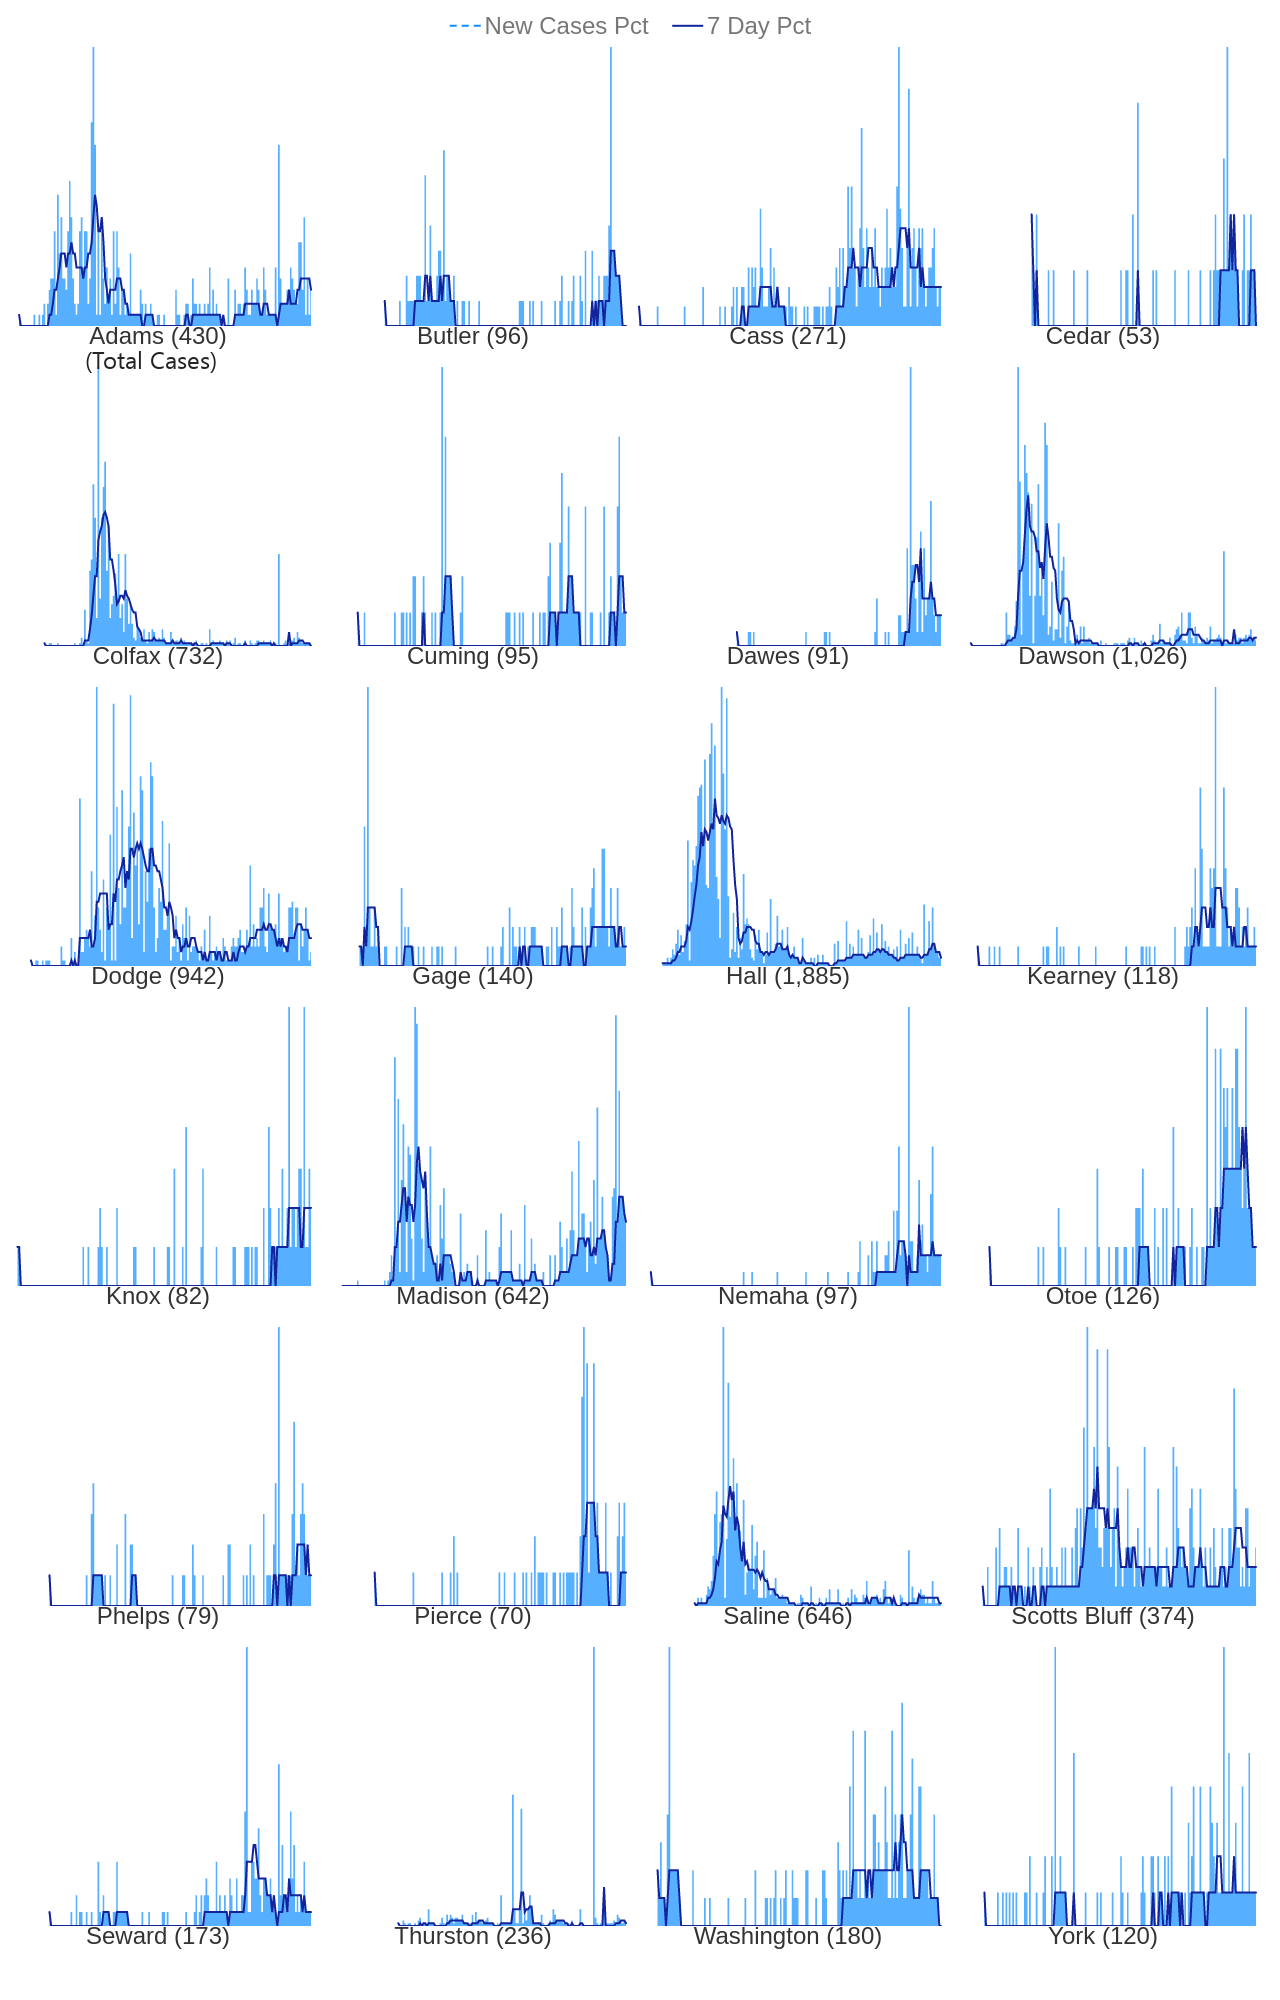 New Cases Pct 7 Day Pct
Adams (430) Butler (96) Cass (271) Cedar (53)
(Total Cases)
Colfax (732) Cuming (95) Dawes (91) Dawson (1,026)
Dodge (942) Gage (140) Hall (1,885) Kearney (118)
Knox (82) Madison (642) Nemaha (97) Otoe (126)
Phelps (79) Pierce (70) Saline (646) Scotts Bluff (374)
Seward (173) Thurston (236) Washington (180) York (120)